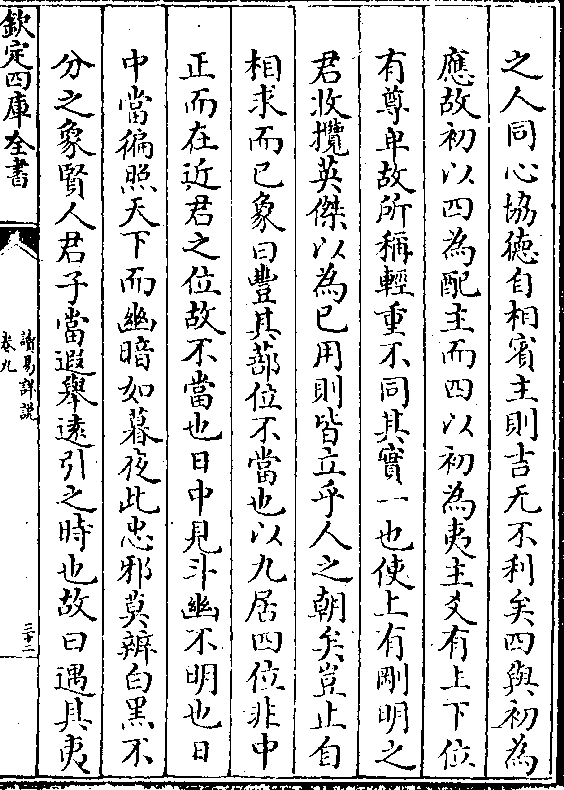 之人同心協德自相賓主則吉无不利矣四與初為
應故初以四為配主而四以初為夷主爻有上下位
有尊卑故所稱輕重不同其實一也使上有剛明之
君收攬英傑以為己用則皆立乎人之朝矣豈止自
相求而已象曰豐其蔀位不當也以九居四位非中
正而在近君之位故不當也日中見斗幽不明也日
中當徧照天下而幽暗如暮夜此忠邪莫辨白黑不
分之象賢人君子當遐舉遠引之時也故曰遇其夷
欽定四庫全書
讀易詳說
卷九
三十二